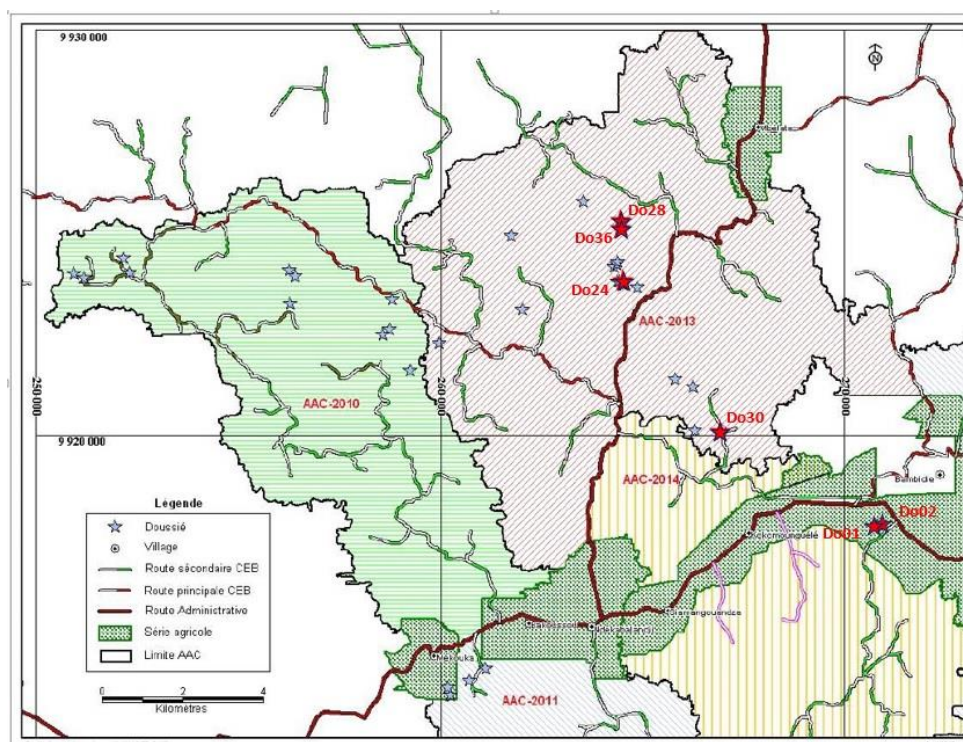 9 930 000
N
Do28
Do36
Do24
AAC-2013
250 000
260 000
270 000
AAC-2010
Do30
9 920 000
AAC-2014
Bambidie
Do02
Do01
Légende
Doussié
Village
Route sécondaire CEB
Route principale CEB
Route Administrative
Série agricole
Limite AAC
0 2 4
Kilomètres
AAC-2011